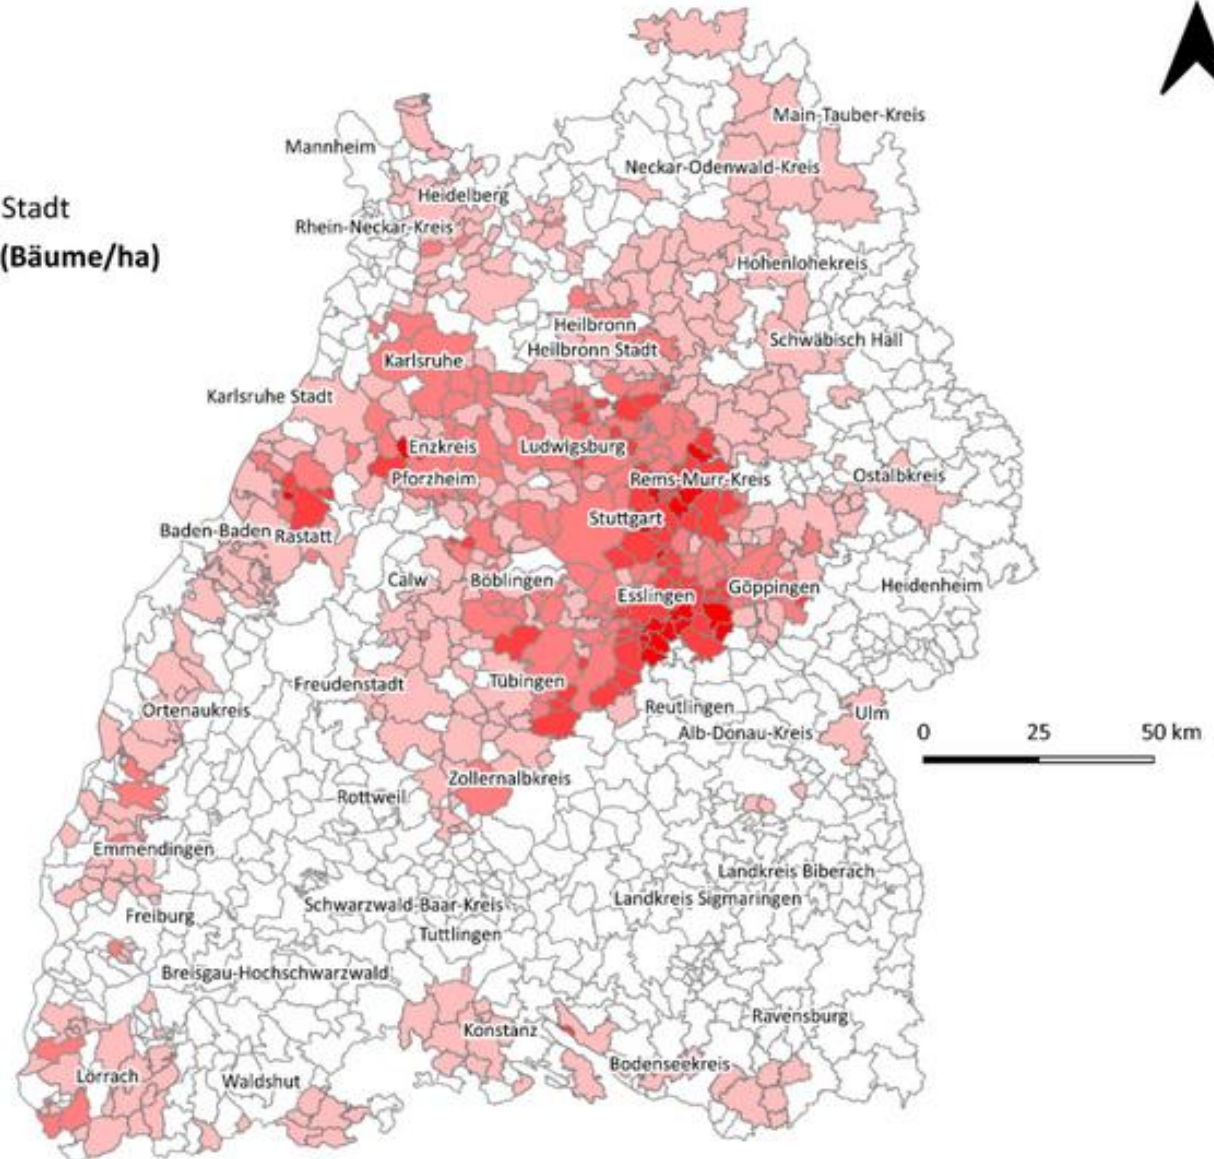 Main-Tauber-Kreis
Mannheim
Neckar-Odenwald-Kreis
Heidelberg
Stadt
Rhein-Neckar-Kreis
(Bäume/ha)
Hohenlohekreis
Heilbronn
Schwäbisch Hall
Heilbronn Stadt
Karlsruhe
Karlsruhe Stadt
Enzkreis
Ludwigsburg
Pforzheim
Rems-Murr-Kreis
Ostalbkreis
Stuttgart
Baden-Baden
Rastatt
Calw
Böblingen
Esslingen
Göppingen
Heidenheim
Freudenstadt
Tübingen
Ortenaukreis
Reutlingen
Ulm
Alb-Donau-Kreis
0 25 50 km
Zollernalbkreis
Rottweil
Emmendingen
Landkreis Biberach
Landkreis Sigmaringen
Schwarzwald-Baar-Kreis
Freiburg
Tuttlingen
Breisgau-Hochschwarzwald
Ravensburg
Konstanz
Bodenseekreis
Lörrach
Waldshut